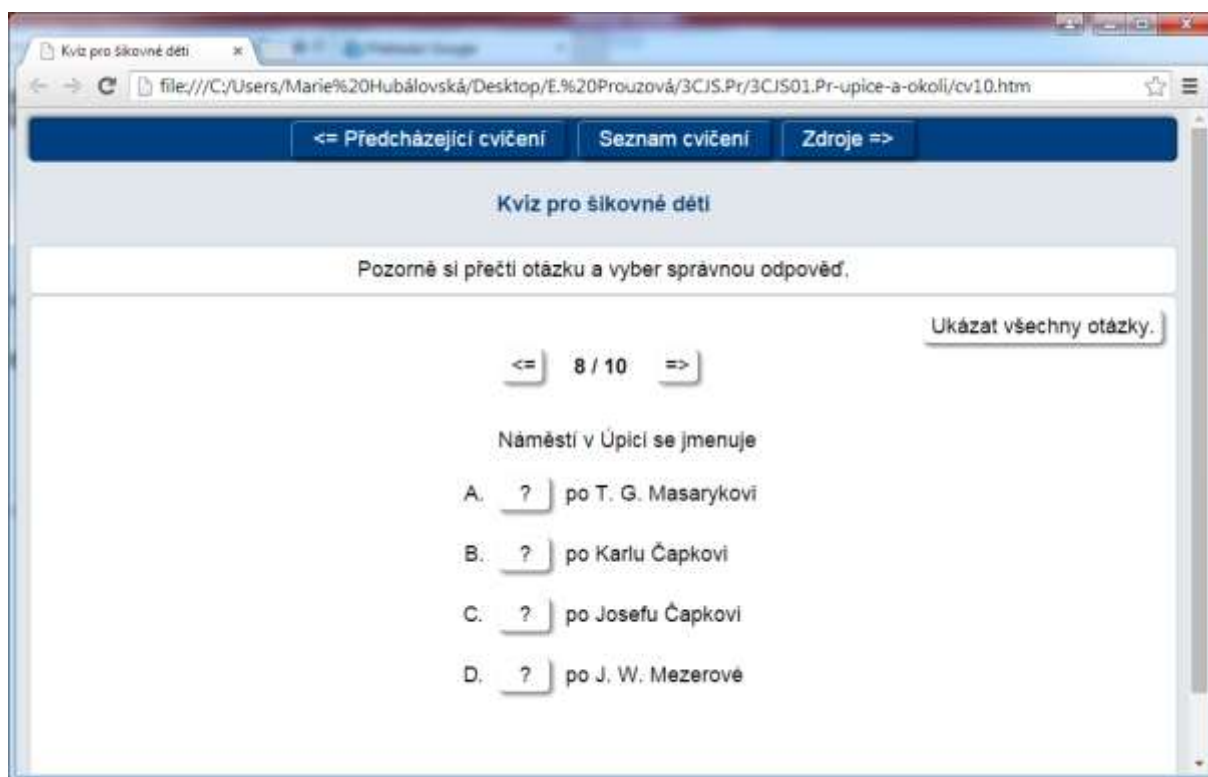 Kvíz pro šikovné děti
file:///C:/Users/Marie%20Hubálovská/Desktop/E.%20Prouzová/3CJS.Pr/3CJS01.Pr-upice-a-okoli/cv10.htm
<= Předcházející cvičení Seznam cvičení Zdroje =>
Kvíz pro šikovné děti
Pozorně si přečti otázku a vyber správnou odpověď.
Ukázat všechny otázky.
<= 8 / 10 =>
Náměstí v Úpici se jmenuje
A. ? po T. G. Masarykovi
B. ? po Karlu Čapkovi
C. ? po Josefu Čapkovi
D. ? po J. W. Mezerové